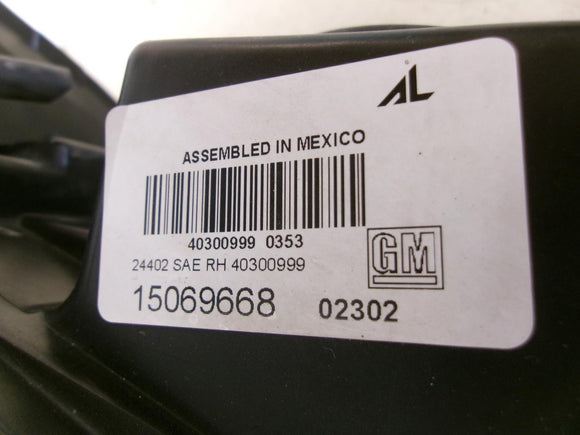 AL
ASSEMBLED IN MEXICO
40300999 0353
24402 SAE RH 40300999
GM
15069668 02302